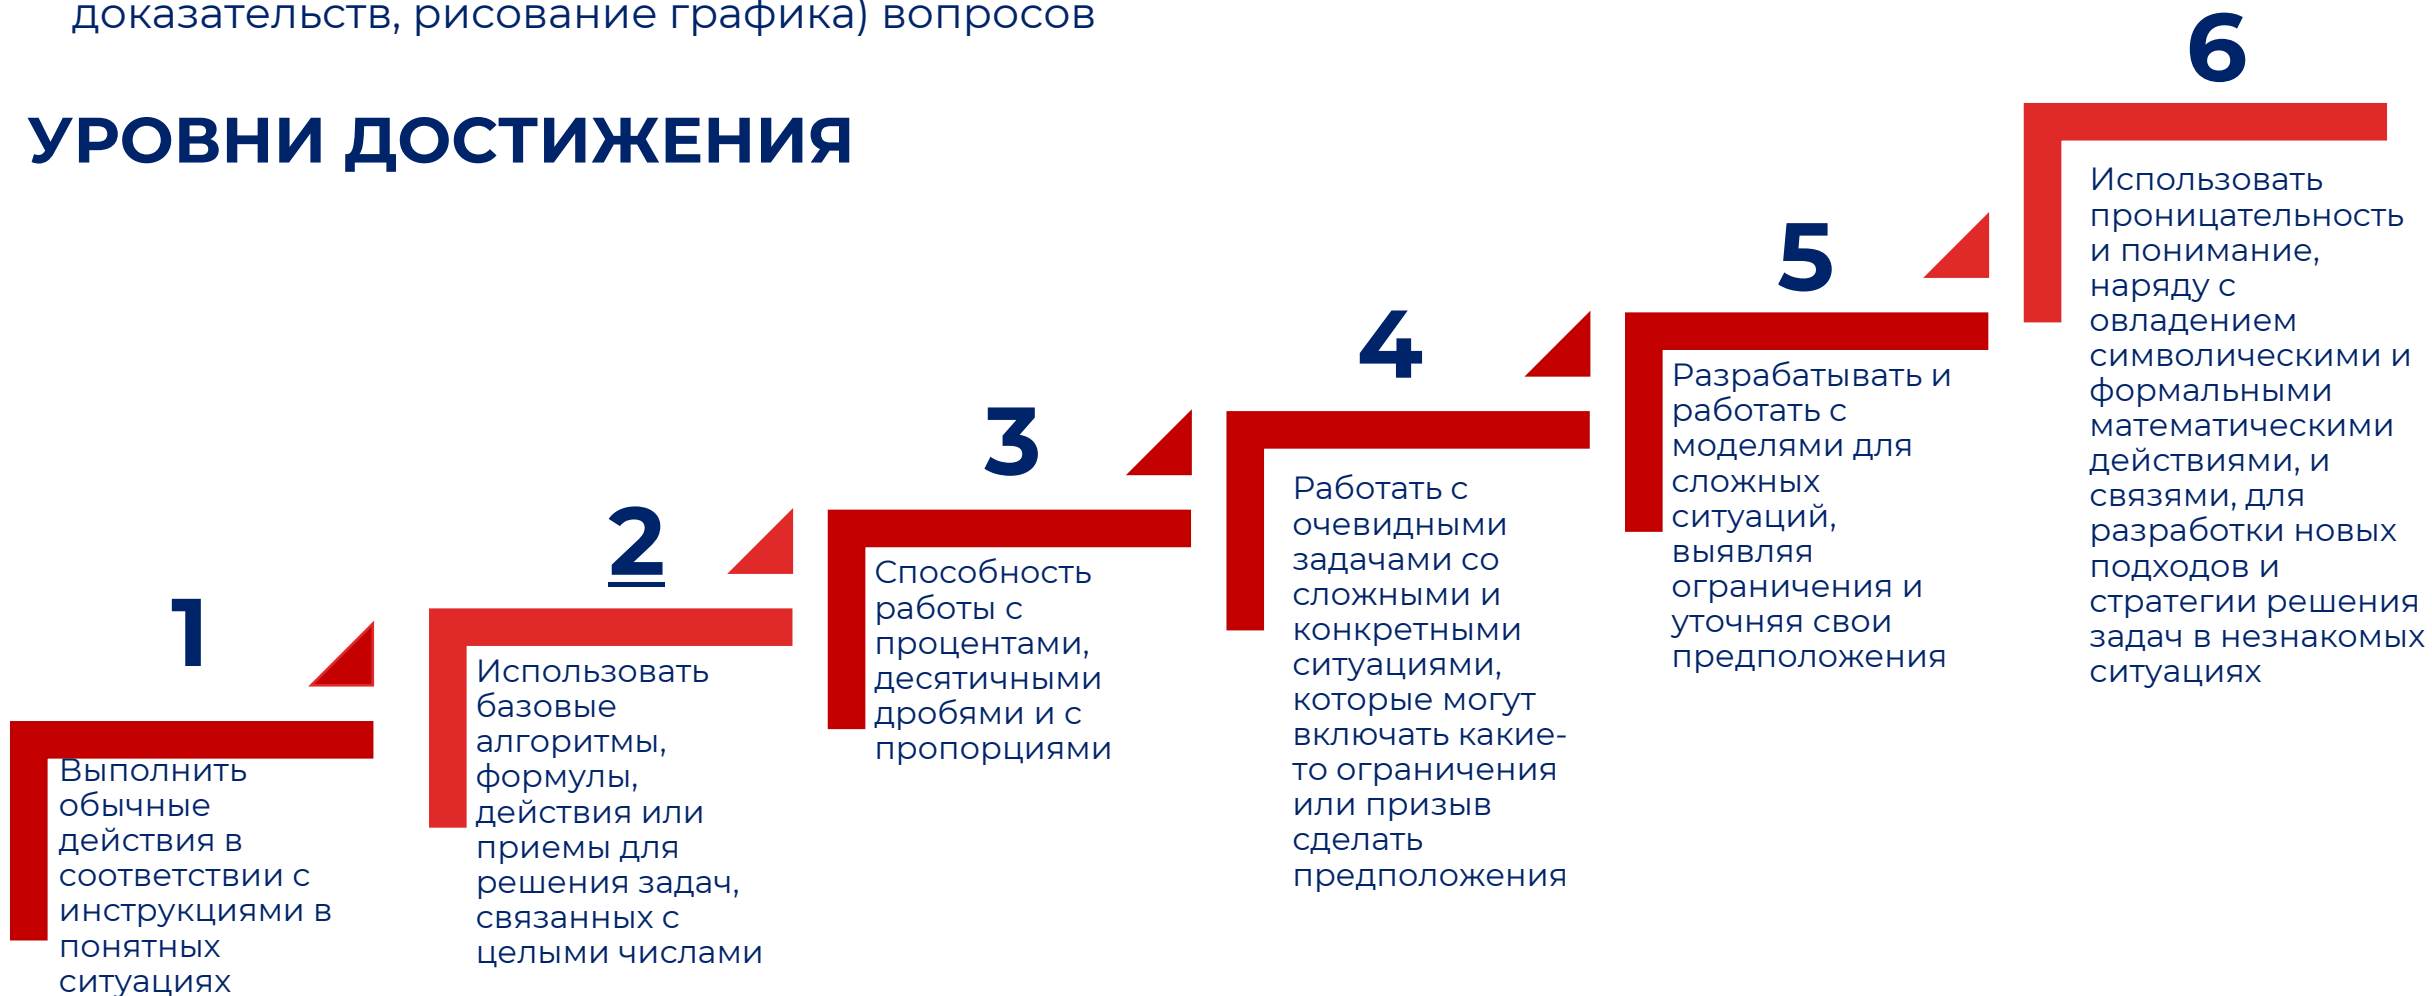 доказательств, рисование графика) вопросов
УРОВНИ ДОСТИЖЕНИЯ
1
Выполнить
обычные
действия в
соответствии с
инструкциями в
понятных
ситуациях
2
Использовать
базовые
алгоритмы,
формулы,
действия или
приемы для
решения задач,
связанных с
целыми числами
3
Способность
работы с
процентами,
десятичными
дробями и с
пропорциями
4
Работать с
очевидными
задачами со
сложными и
конкретными
ситуациями,
которые могут
включать какие-
то ограничения
или призыв
сделать
предположения
5
Разрабатывать и
работать с
моделями для
сложных
ситуаций,
выявляя
ограничения и
уточняя свои
предположения
6
Использовать
проницательность
и понимание,
наряду с
овладением
символическими и
формальными
математическими
действиями, и
связями, для
разработки новых
подходов и
стратегии решения
задач в незнакомых
ситуациях